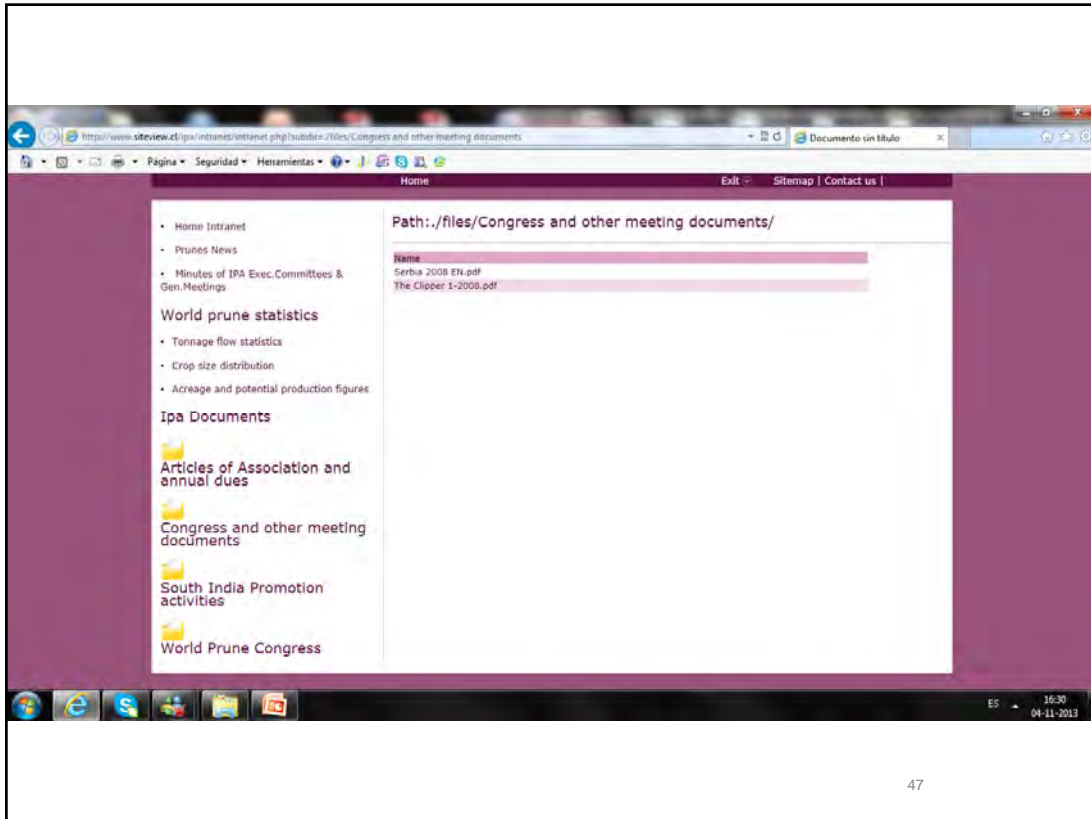 http://www.siteview.cl/ipa/intranet/intranet.php?subdir=./files/Congress and other meeting documents
Documento sin título
Página Seguridad Herramientas
Home Exit Sitemap | Contact us |
• Home Intranet
• Prunes News
• Minutes of IPA Exec.Committees &
Gen.Meetings
World prune statistics
• Tonnage flow statistics
• Crop size distribution
• Acreage and potential production figures
Ipa Documents
Articles of Association and
annual dues
Congress and other meeting
documents
South India Promotion
activities
World Prune Congress
Path:./files/Congress and other meeting documents/
Name
Serbia 2008 EN.pdf
The Clipper 1-2008.pdf
ES 16:30
04-11-2013
47